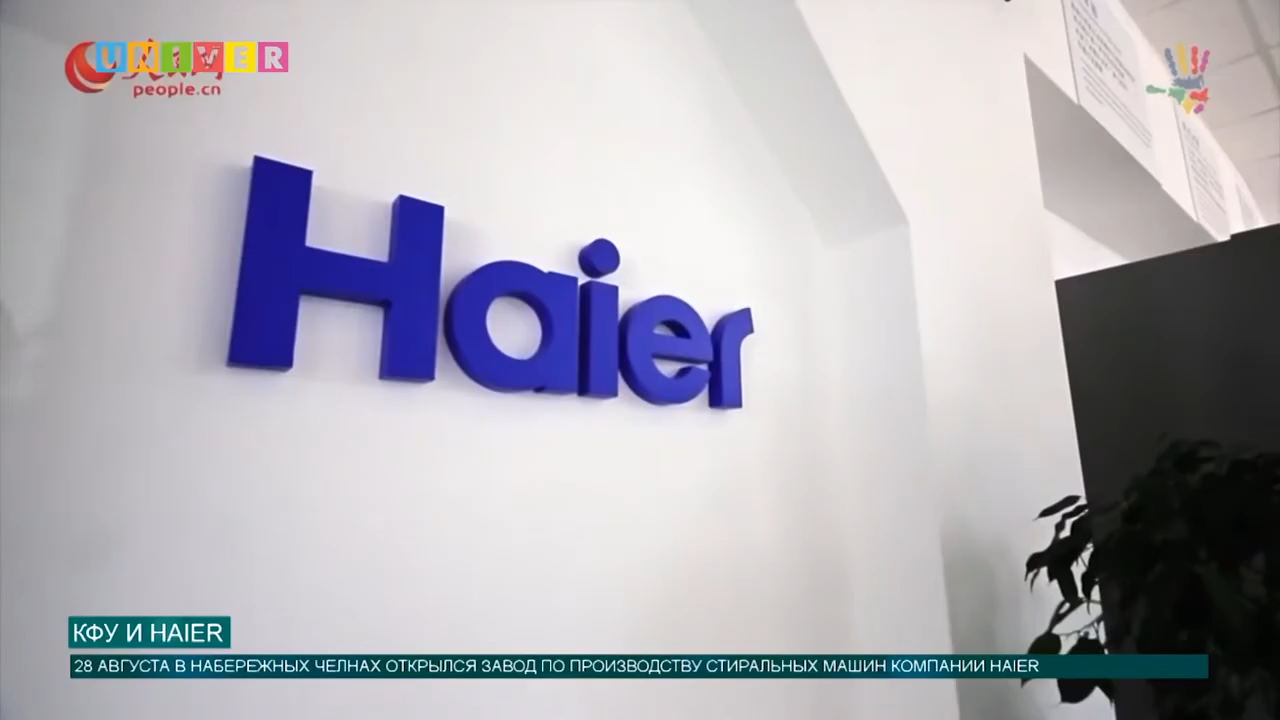 UNIVER
people.cn
Haier
КФУ И HAIER
28 АВГУСТА В НАБЕРЕЖНЫХ ЧЕЛНАХ ОТКРЫЛСЯ ЗАВОД ПО ПРОИЗВОДСТВУ СТИРАЛЬНЫХ МАШИН КОМПАНИИ HAIER